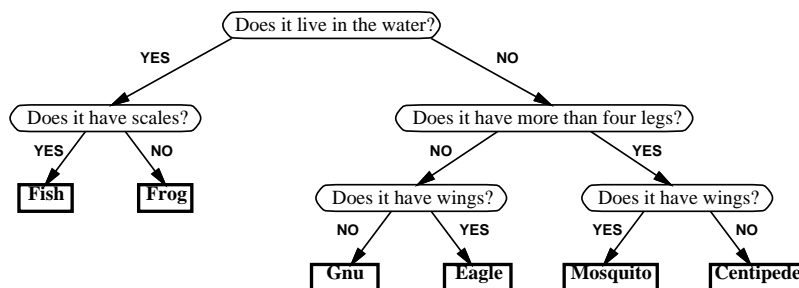 Does it live in the water?
YES
NO
Does it have scales?
Does it have more than four legs?
YES
NO
NO
YES
Fish
Frog
Does it have wings?
Does it have wings?
NO
YES
YES
NO
Gnu
Eagle
Mosquito
Centipede